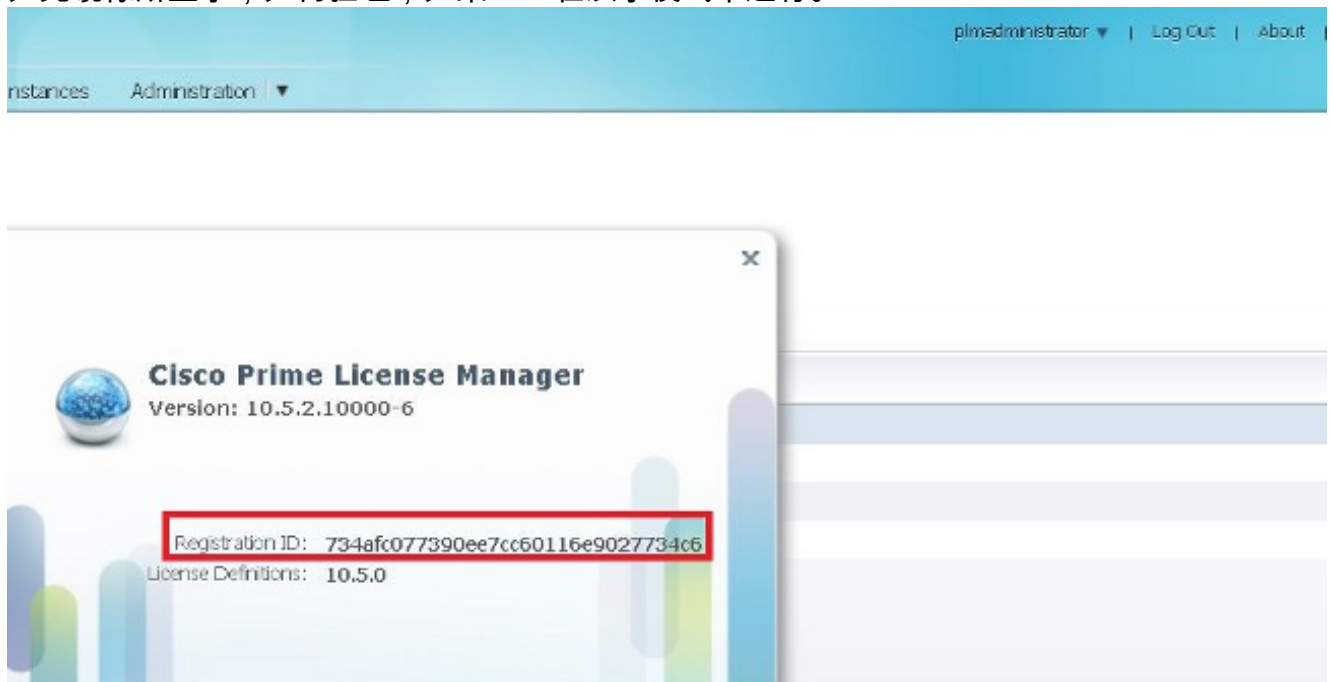 plmadministrator ▼ | Log Out | About |
nstances Administration ▼
x
Cisco Prime License Manager
Version: 10.5.2.10000-6
Registration ID: 734afc077390ee7cc60116e9027734c6
License Definitions: 10.5.0